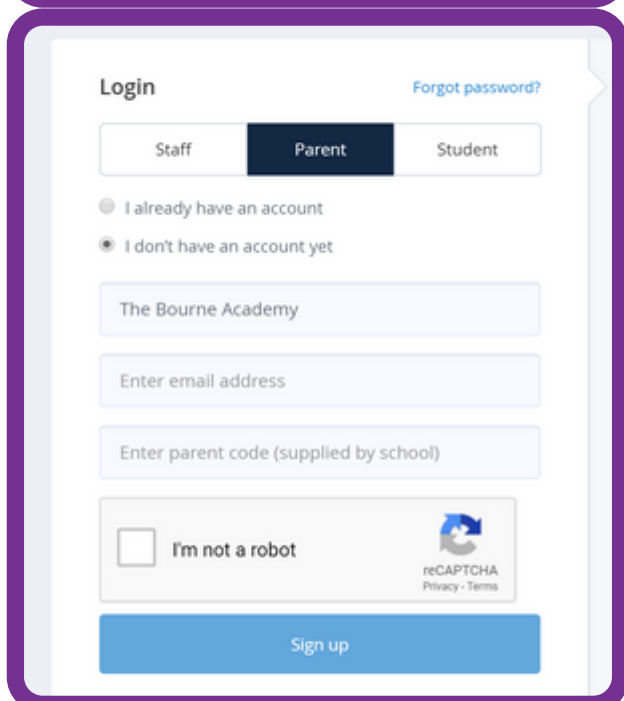 Login
Forgot password?
Staff
Parent
Student
I already have an account
I don't have an account yet
The Bourne Academy
Enter email address
Enter parent code (supplied by school)
I'm not a robot
reCAPTCHA
Privacy - Terms
Sign up